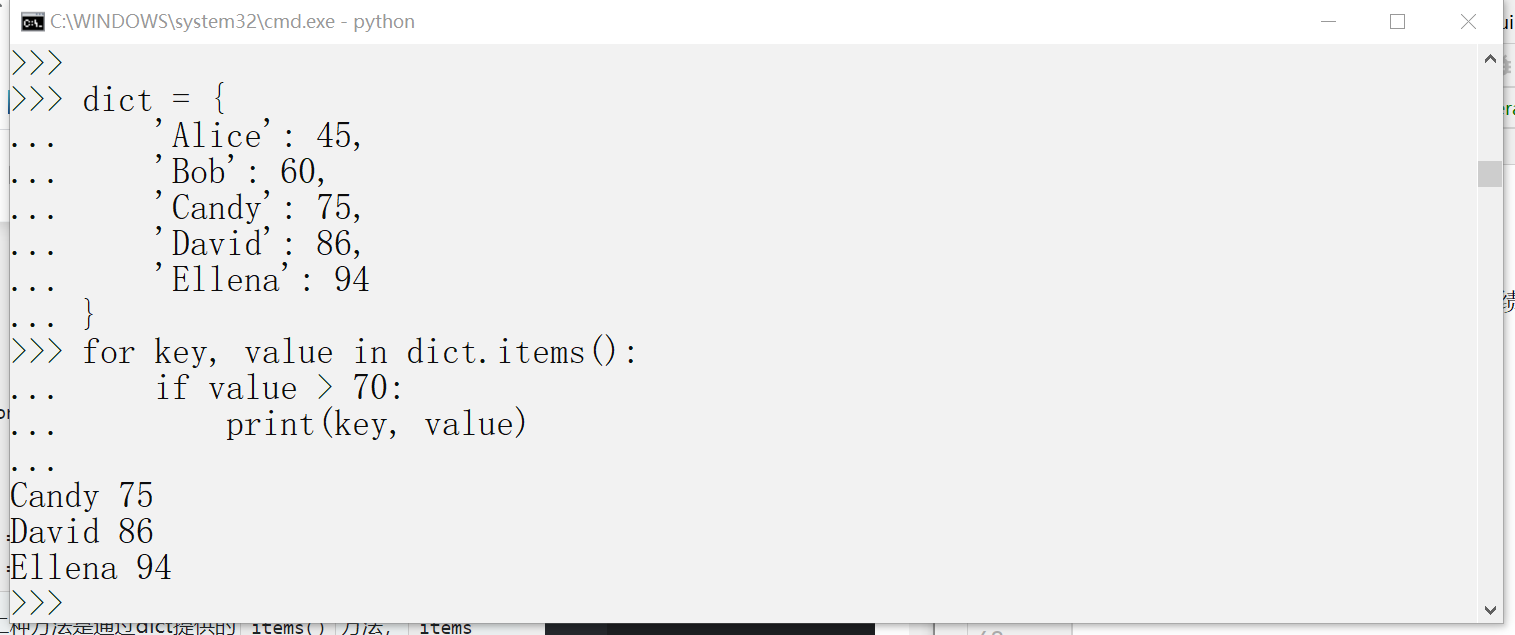 C:\WINDOWS\system32\cmd.exe - python
>>>
>>> dict = {
...     'Alice': 45,
...     'Bob': 60,
...     'Candy': 75,
...     'David': 86,
...     'Ellena': 94
... }
>>> for key, value in dict.items():
...     if value > 70:
...         print(key, value)
...
Candy 75
David 86
Ellena 94
>>>
种方法是通过dict提供的 items() 方法, items